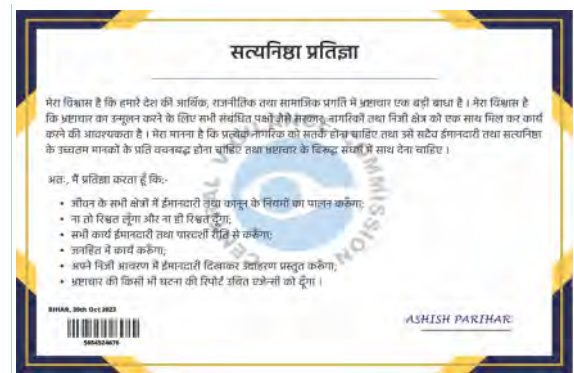 सत्यनिष्ठा प्रतिज्ञा
मेरा विश्वास है कि हमारे देश की आर्थिक, राजनीतिक तथा सामाजिक प्रगति में भ्रष्टाचार एक बड़ी बाधा है । मेरा विश्वास है
कि भ्रष्टाचार का उन्मूलन करने के लिए सभी संबंधित पक्षों जैसे सरकार, नागरिकों तथा निजी क्षेत्र को एक साथ मिल कर कार्य
करने की आवश्यकता है । मेरा मानना है कि प्रत्येक नागरिक को सतर्क होना चाहिए तथा उसे सदैव ईमानदारी तथा सत्यनिष्ठा
के उच्चतम मानकों के प्रति वचनबद्ध होना चाहिए तथा भ्रष्टाचार के विरूद्ध संघर्ष में साथ देना चाहिए ।
अतः, मैं प्रतिज्ञा करता हूँ कि:-
• जीवन के सभी क्षेत्रों में ईमानदारी तथा कानून के नियमों का पालन करूँगा;
• ना तो रिश्वत लूँगा और ना ही रिश्वत दूँगा;
• सभी कार्य ईमानदारी तथा पारदर्शी रीति से करूँगा;
• जनहित में कार्य करूँगा;
• अपने निजी आचरण में ईमानदारी दिखाकर उदाहरण प्रस्तुत करूँगा;
• भ्रष्टाचार की किसी भी घटना की रिपोर्ट उचित एजेन्सी को दूँगा ।
BIHAR, 30th Oct 2023
ASHISH PARIHAR
CENTRAL VIGILANCE COMMISSION